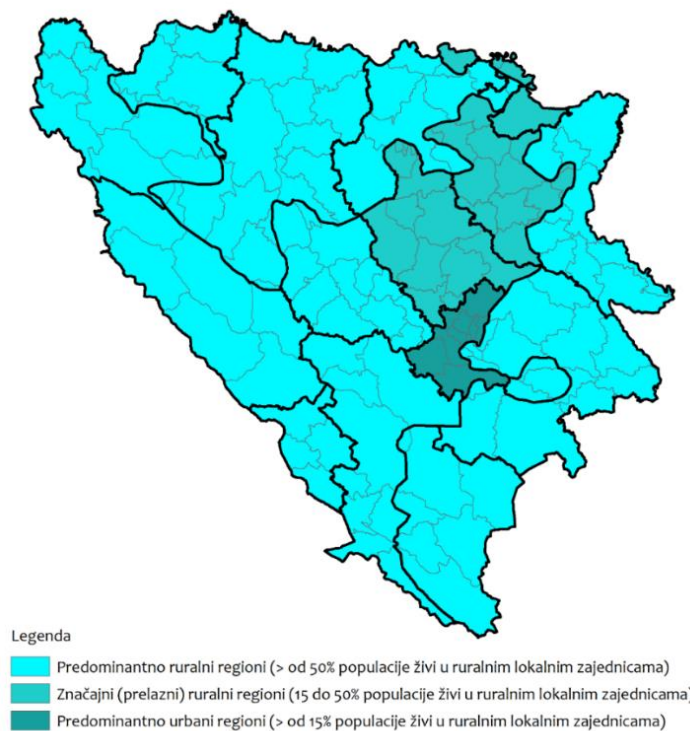 Legenda
Predominantno ruralni regioni (> od 50% populacije živi u ruralnim lokalnim zajednicama)
Značajni (prelazni) ruralni regioni (15 do 50% populacije živi u ruralnim lokalnim zajednicama)
Predominantno urbani regioni (> od 15% populacije živi u ruralnim lokalnim zajednicama)